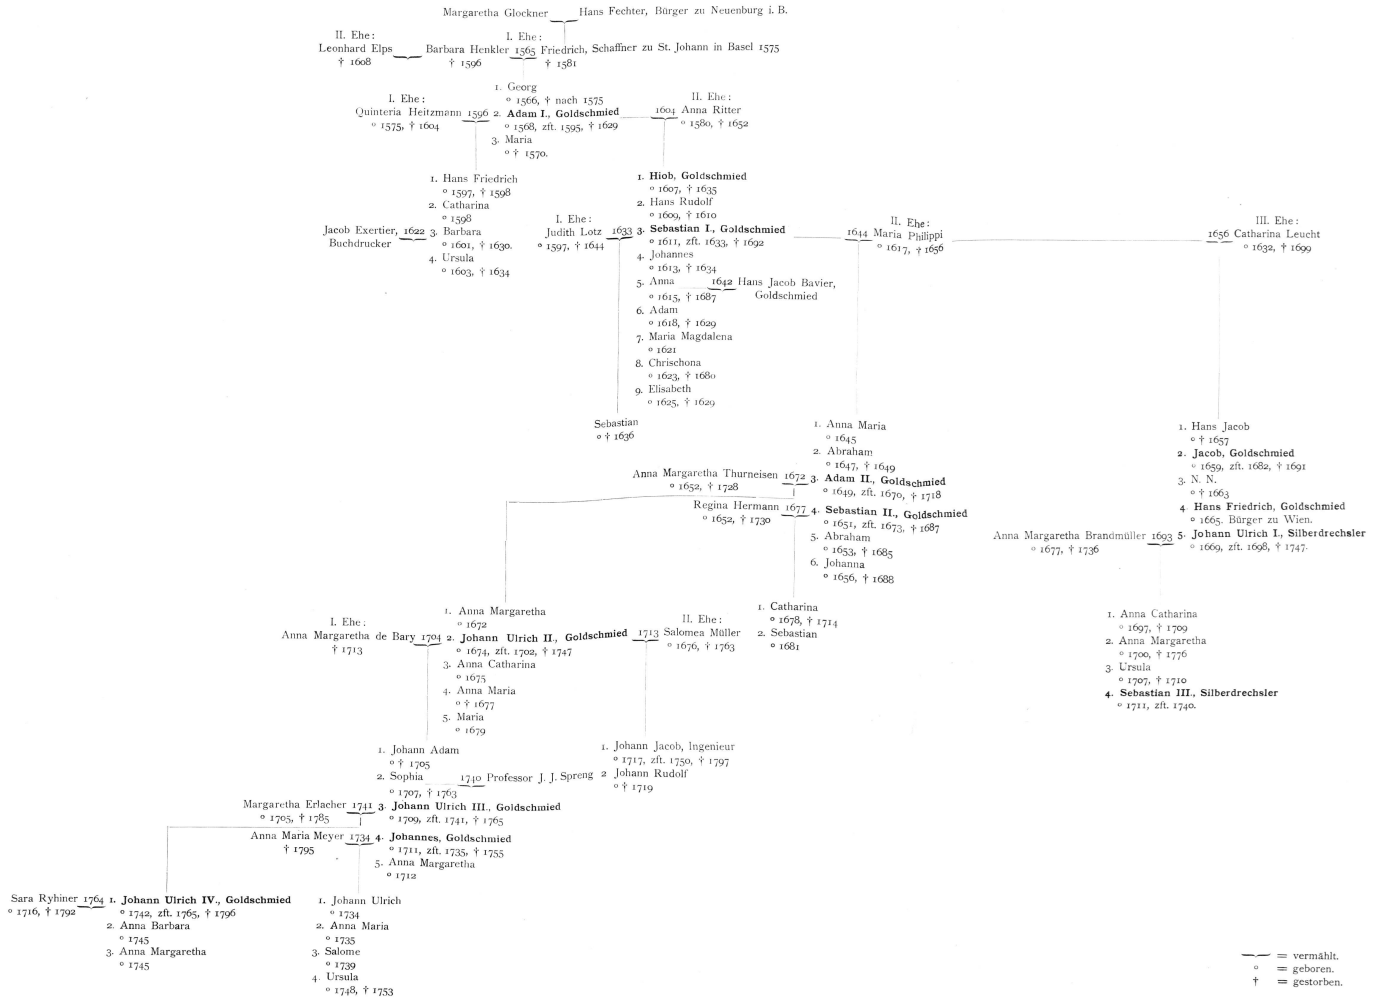 Margaretha Glockner Hans Fechter, Bürger zu Neuenburg i. B.
II. Ehe: I. Ehe:
Leonhard Elps Barbara Henkler 1565 Friedrich, Schaffner zu St. Johann in Basel 1575
† 1608 † 1596 † 1581
1. Georg
° 1566, † nach 1575
I. Ehe: II. Ehe:
Quinteria Heitzmann 1596 2. Adam I., Goldschmied 1604 Anna Ritter
° 1575, † 1604 ° 1568, zft. 1595, † 1629 ° 1580, † 1652
3. Maria
° † 1570.
1. Hans Friedrich
° 1597, † 1598
2. Catharina
° 1598
Jacob Exertier, 1622 3. Barbara
Buchdrucker ° 1601, † 1630.
4. Ursula
° 1603, † 1634
1. Hiob, Goldschmied
° 1607, † 1635
2. Hans Rudolf
° 1609, † 1610
I. Ehe: II. Ehe: III. Ehe:
Judith Lotz 1633 3. Sebastian I., Goldschmied 1644 Maria Philippi 1656 Catharina Leucht
° 1597, † 1644 ° 1611, zft. 1633, † 1692 ° 1617, † 1656 ° 1632, † 1699
4. Johannes
° 1613, † 1634
5. Anna 1642 Hans Jacob Bavier,
° 1615, † 1687 Goldschmied
6. Adam
° 1618, † 1629
7. Maria Magdalena
° 1621
8. Chrischona
° 1623, † 1680
9. Elisabeth
° 1625, † 1629
Sebastian
° † 1636
1. Anna Maria
° 1645
2. Abraham
° 1647, † 1649
Anna Margaretha Thurneisen 1672 3. Adam II., Goldschmied
° 1652, † 1728 ° 1649, zft. 1670, † 1718
Regina Hermann 1677 4. Sebastian II., Goldschmied
° 1652, † 1730 ° 1651, zft. 1673, † 1687
5. Abraham
° 1653, † 1685
6. Johanna
° 1656, † 1688
1. Hans Jacob
° † 1657
2. Jacob, Goldschmied
° 1659, zft. 1682, † 1691
3. N. N.
° † 1663
4. Hans Friedrich, Goldschmied
° 1665. Bürger zu Wien.
Anna Margaretha Brandmüller 1693 5. Johann Ulrich I., Silberdrechsler
° 1677, † 1736 ° 1669, zft. 1698, † 1747.
1. Anna Margaretha
° 1672
I. Ehe: II. Ehe:
Anna Margaretha de Bary 1704 2. Johann Ulrich II., Goldschmied 1713 Salomea Müller
† 1713 ° 1674, zft. 1702, † 1747 ° 1676, † 1763
3. Anna Catharina
° 1675
4. Anna Maria
° † 1677
5. Maria
° 1679
1. Catharina
° 1678, † 1714
2. Sebastian
° 1681
1. Anna Catharina
° 1697, † 1709
2. Anna Margaretha
° 1700, † 1776
3. Ursula
° 1707, † 1710
4. Sebastian III., Silberdrechsler
° 1711, zft. 1740.
1. Johann Adam
° † 1705
2. Sophia 1740 Professor J. J. Spreng
° 1707, † 1763
Margaretha Erlacher 1741 3. Johann Ulrich III., Goldschmied
° 1705, † 1785 ° 1709, zft. 1741, † 1765
Anna Maria Meyer 1734 4. Johannes, Goldschmied
† 1795 ° 1711, zft. 1735, † 1755
5. Anna Margaretha
° 1712
1. Johann Jacob, Ingenieur
° 1717, zft. 1750, † 1797
2 Johann Rudolf
° † 1719
Sara Ryhiner 1764 1. Johann Ulrich IV., Goldschmied
° 1716, † 1792 ° 1742, zft. 1765, † 1796
2. Anna Barbara
° 1745
3. Anna Margaretha
° 1745
1. Johann Ulrich
° 1734
2. Anna Maria
° 1735
3. Salome
° 1739
4. Ursula
° 1748, † 1753
= vermählt.
° = geboren.
† = gestorben.